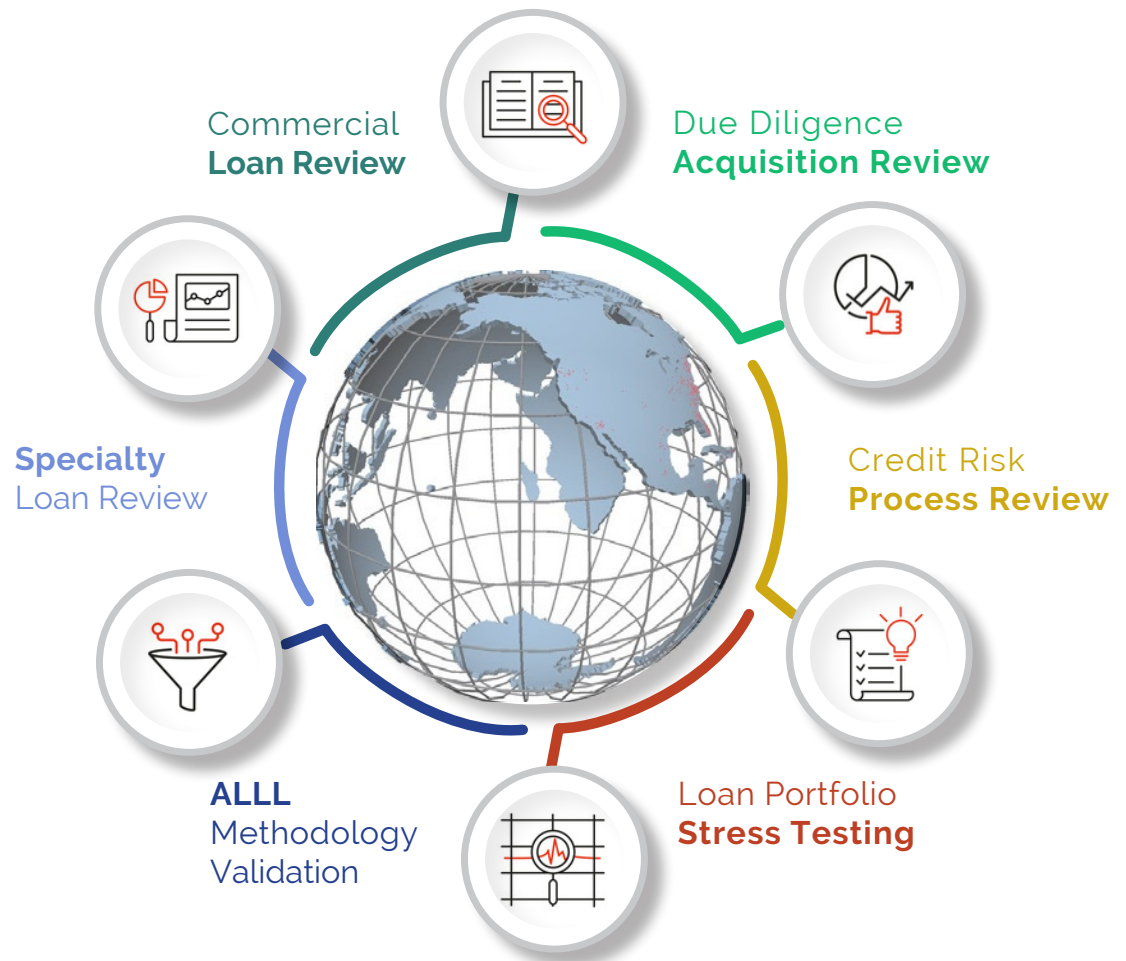 Commercial
Loan Review
Due Diligence
Acquisition Review
Specialty
Loan Review
Credit Risk
Process Review
ALLL
Methodology
Validation
Loan Portfolio
Stress Testing